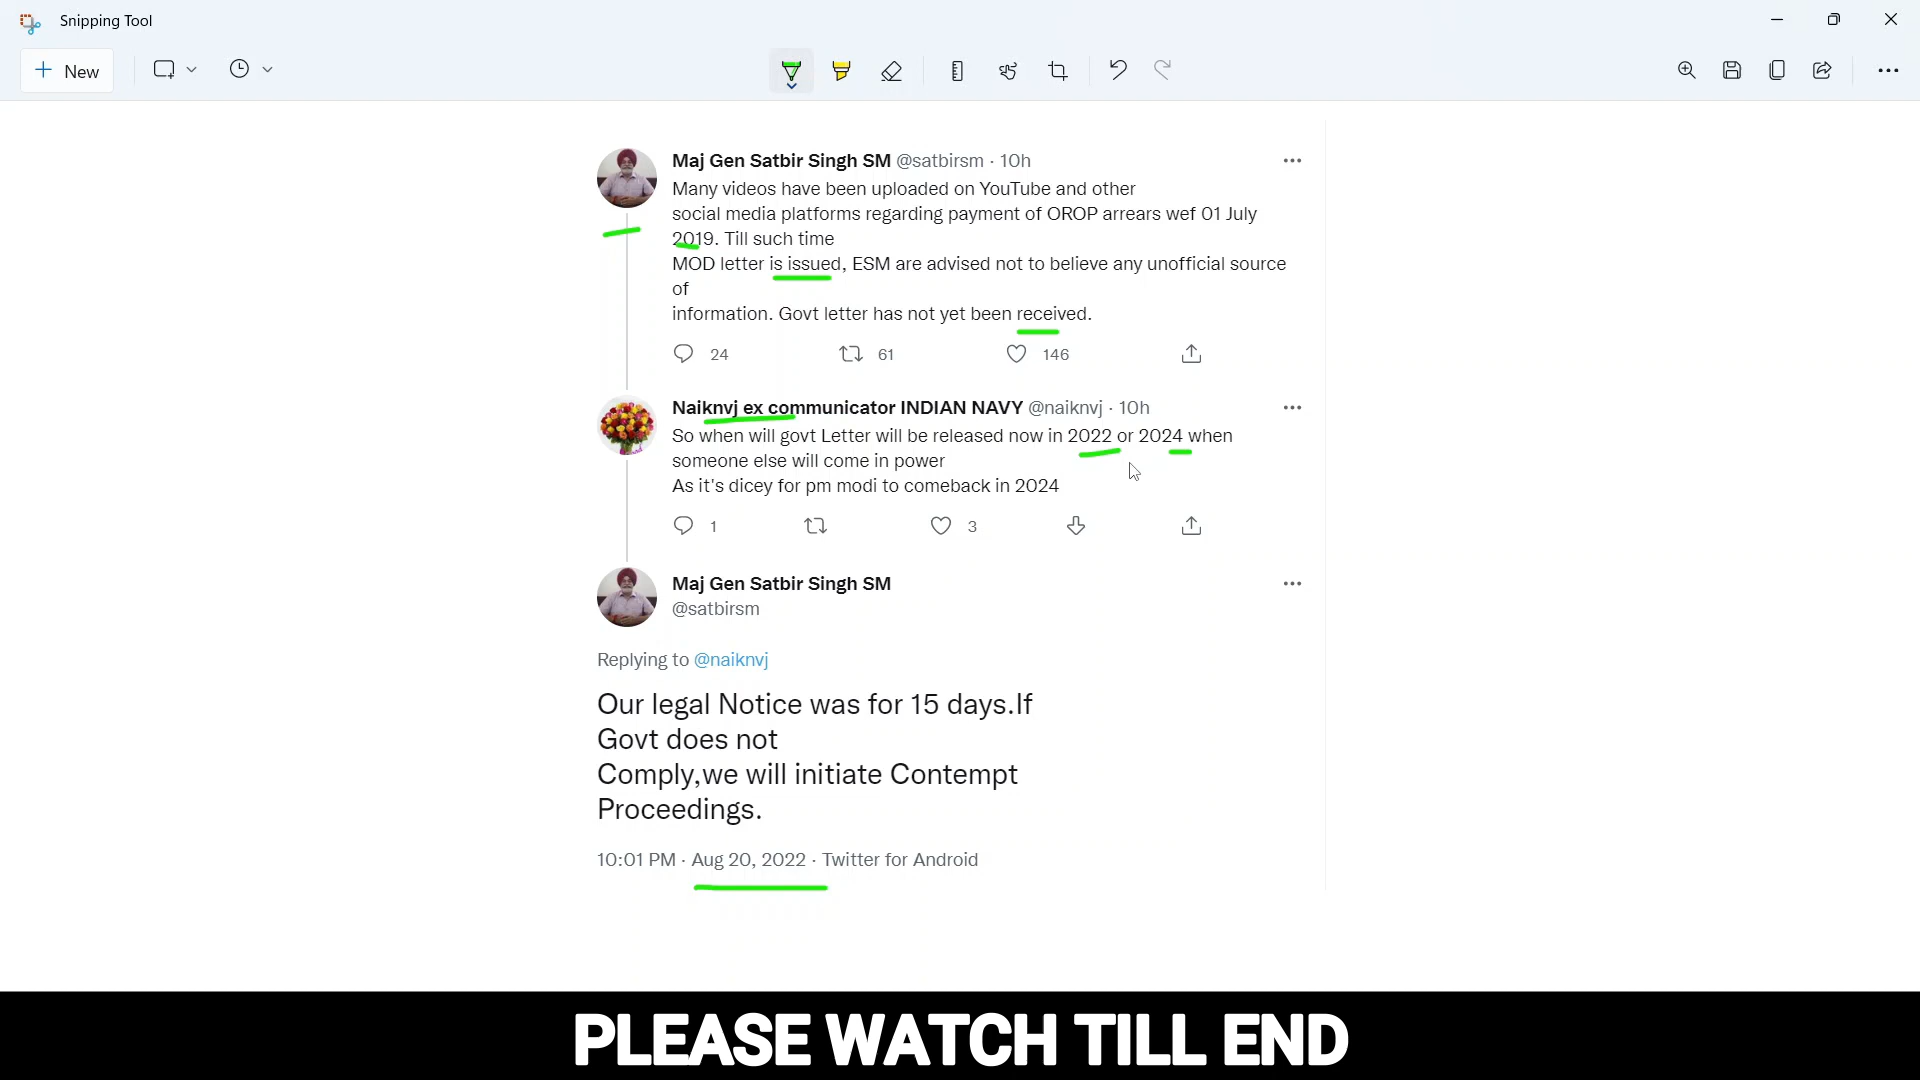 Snipping Tool
New
Maj Gen Satbir Singh SM @satbirsm · 10h
Many videos have been uploaded on YouTube and other
social media platforms regarding payment of OROP arrears wef 01 July
2019. Till such time
MOD letter is issued, ESM are advised not to believe any unofficial source
of
information. Govt letter has not yet been received.
24 61 146
Naiknvj ex communicator INDIAN NAVY @naiknvj · 10h
So when will govt Letter will be released now in 2022 or 2024 when
someone else will come in power
As it's dicey for pm modi to comeback in 2024
1 3
Maj Gen Satbir Singh SM
@satbirsm
Replying to @naiknvj
Our legal Notice was for 15 days.If
Govt does not
Comply,we will initiate Contempt
Proceedings.
10:01 PM · Aug 20, 2022 · Twitter for Android
PLEASE WATCH TILL END